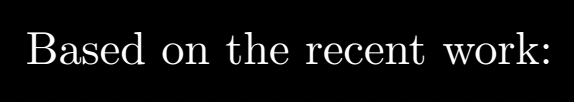 Based on the recent work: